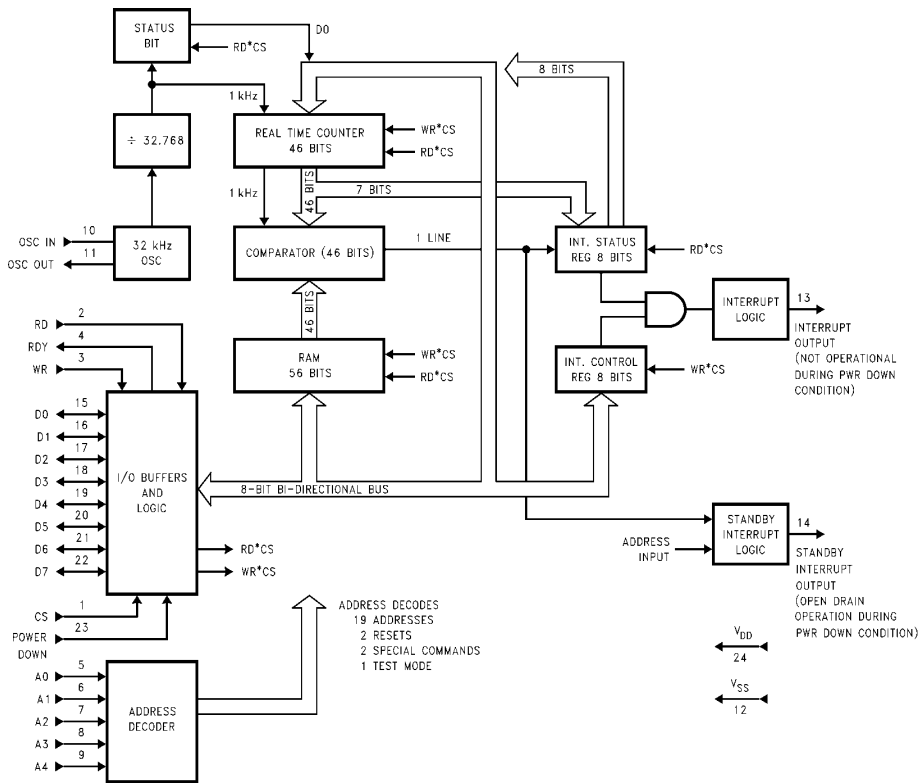 STATUS
BIT
D0
RD*CS
8 BITS
1 kHz
÷ 32.768
REAL TIME COUNTER
46 BITS
WR*CS
RD*CS
1 kHz
46 BITS
7 BITS
OSC IN
10
11
OSC OUT
32 kHz
OSC
COMPARATOR (46 BITS)
1 LINE
INT. STATUS
REG 8 BITS
RD*CS
46 BITS
INTERRUPT
LOGIC
13
INTERRUPT
OUTPUT
(NOT OPERATIONAL
DURING PWR DOWN
CONDITION)
RD
2
RDY
4
WR
3
RAM
56 BITS
WR*CS
RD*CS
INT. CONTROL
REG 8 BITS
WR*CS
D0
15
D1
16
D2
17
D3
18
D4
19
D5
20
D6
21
D7
22
I/O BUFFERS
AND
LOGIC
8-BIT BI-DIRECTIONAL BUS
RD*CS
WR*CS
ADDRESS
INPUT
STANDBY
INTERRUPT
LOGIC
14
STANDBY
INTERRUPT
OUTPUT
(OPEN DRAIN
OPERATION DURING
PWR DOWN CONDITION)
CS
1
POWER
DOWN
23
ADDRESS DECODES
19 ADDRESSES
2 RESETS
2 SPECIAL COMMANDS
1 TEST MODE
VDD
24
VSS
12
A0
5
A1
6
A2
7
A3
8
A4
9
ADDRESS
DECODER